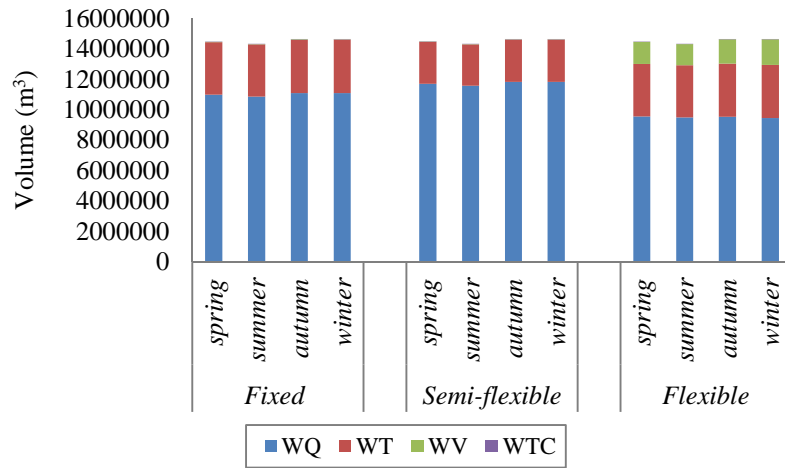 Volume (m³)
16000000
14000000
12000000
10000000
8000000
6000000
4000000
2000000
0
spring summer autumn winter spring summer autumn winter spring summer autumn winter
Fixed Semi-flexible Flexible
WQ WT WV WTC